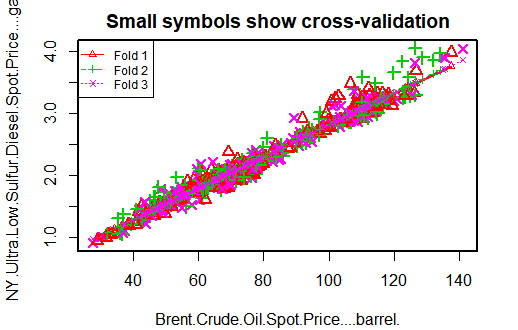 Small symbols show cross-validation
NY.Ultra.Low.Sulfur.Diesel.Spot.Price....ga
4.0
3.0
2.0
1.0
Fold 1
Fold 2
Fold 3
40 60 80 100 120 140
Brent.Crude.Oil.Spot.Price....barrel.